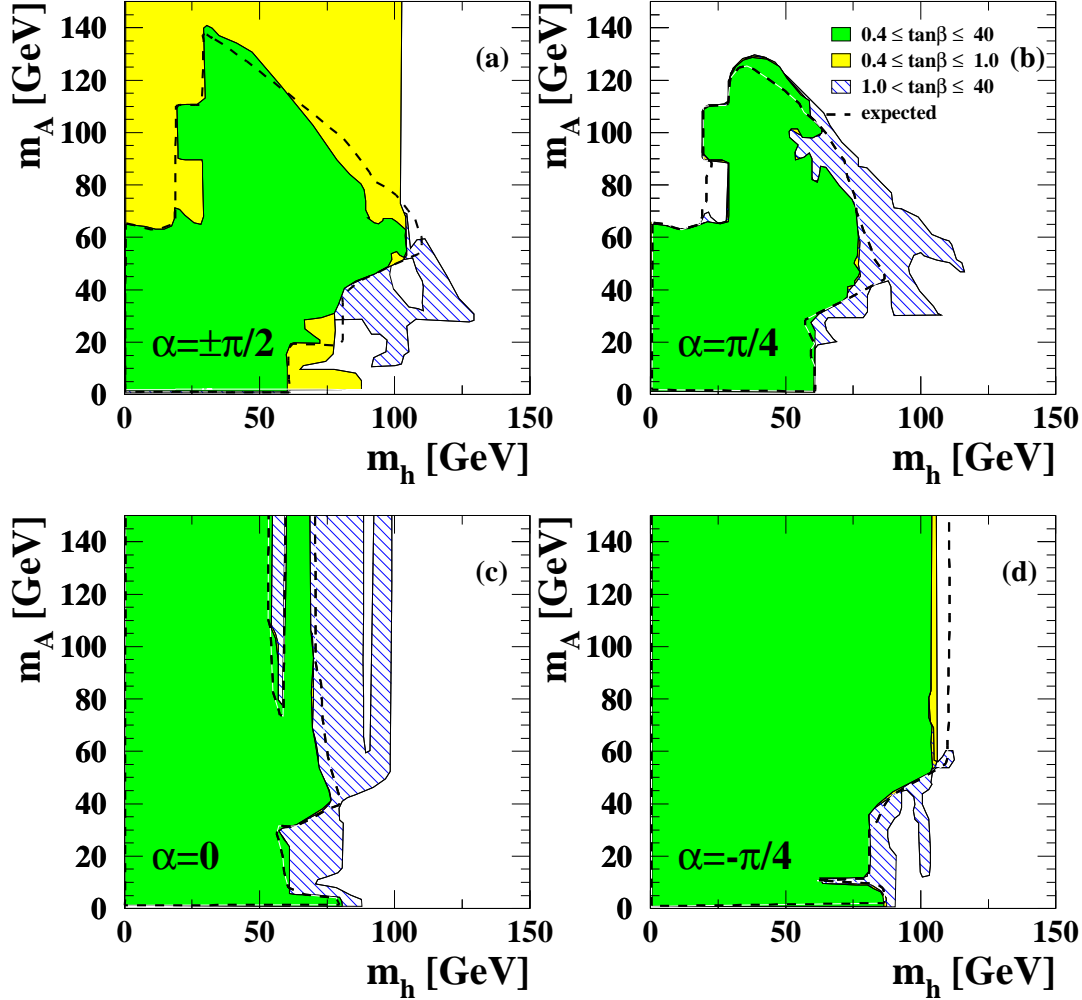 m_A [GeV]
140
120
100
80
60
40
20
0
(a)
α=±π/2
0 50 100 150
m_h [GeV]
m_A [GeV]
140
120
100
80
60
40
20
0
(b)
0.4 ≤ tanβ ≤ 40
0.4 ≤ tanβ ≤ 1.0
1.0 < tanβ ≤ 40
expected
α=π/4
0 50 100 150
m_h [GeV]
m_A [GeV]
140
120
100
80
60
40
20
0
(c)
α=0
0 50 100 150
m_h [GeV]
m_A [GeV]
140
120
100
80
60
40
20
0
(d)
α=-π/4
0 50 100 150
m_h [GeV]